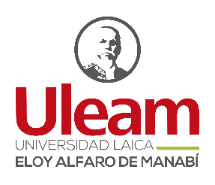 Uleam
UNIVERSIDAD LAICA
ELOY ALFARO DE MANABÍ